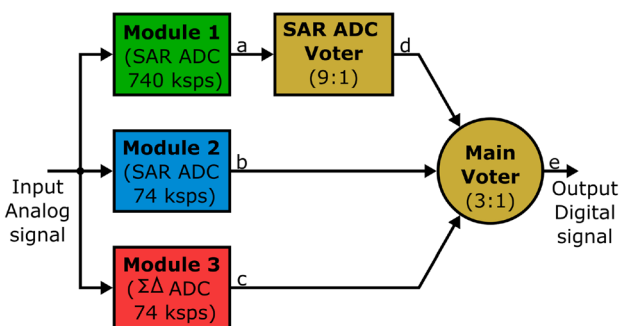 Module 1
(SAR ADC
740 ksps)
a
SAR ADC
Voter
(9:1)
d
Module 2
(SAR ADC
74 ksps)
b
Input
Analog
signal
Main
Voter
(3:1)
e
Output
Digital
signal
Module 3
(ΣΔ ADC
74 ksps)
c